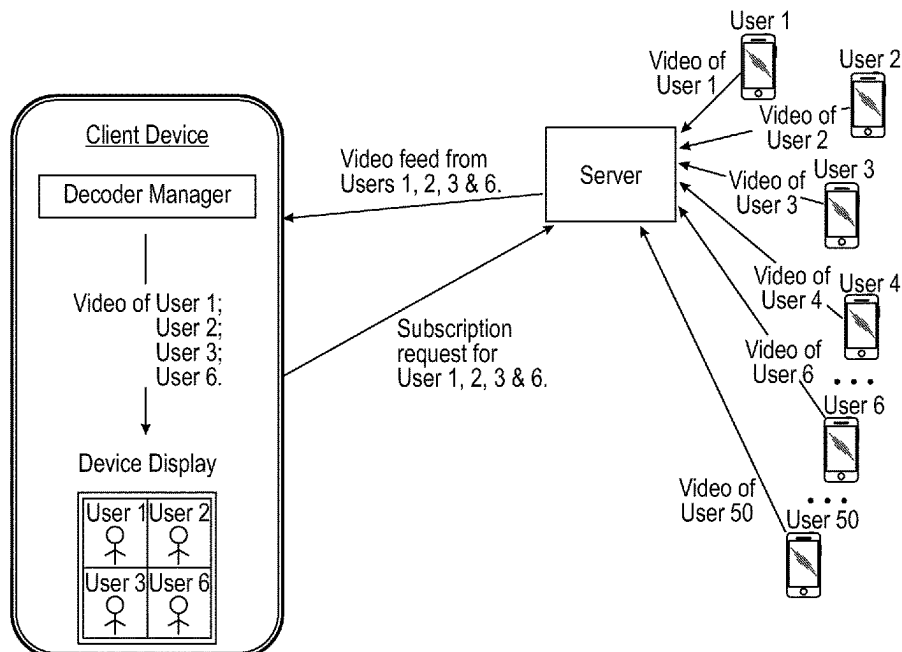 Client Device
Decoder Manager
Video of User 1;
User 2;
User 3;
User 6.
Device Display
User 1
User 2
User 3
User 6
Video feed from
Users 1, 2, 3 & 6.
Subscription
request for
User 1, 2, 3 & 6.
Server
User 1
Video of
User 1
User 2
Video of
User 2
User 3
Video of
User 3
User 4
Video of
User 4
Video of
User 6
• • •
User 6
• • •
Video of
User 50
User 50